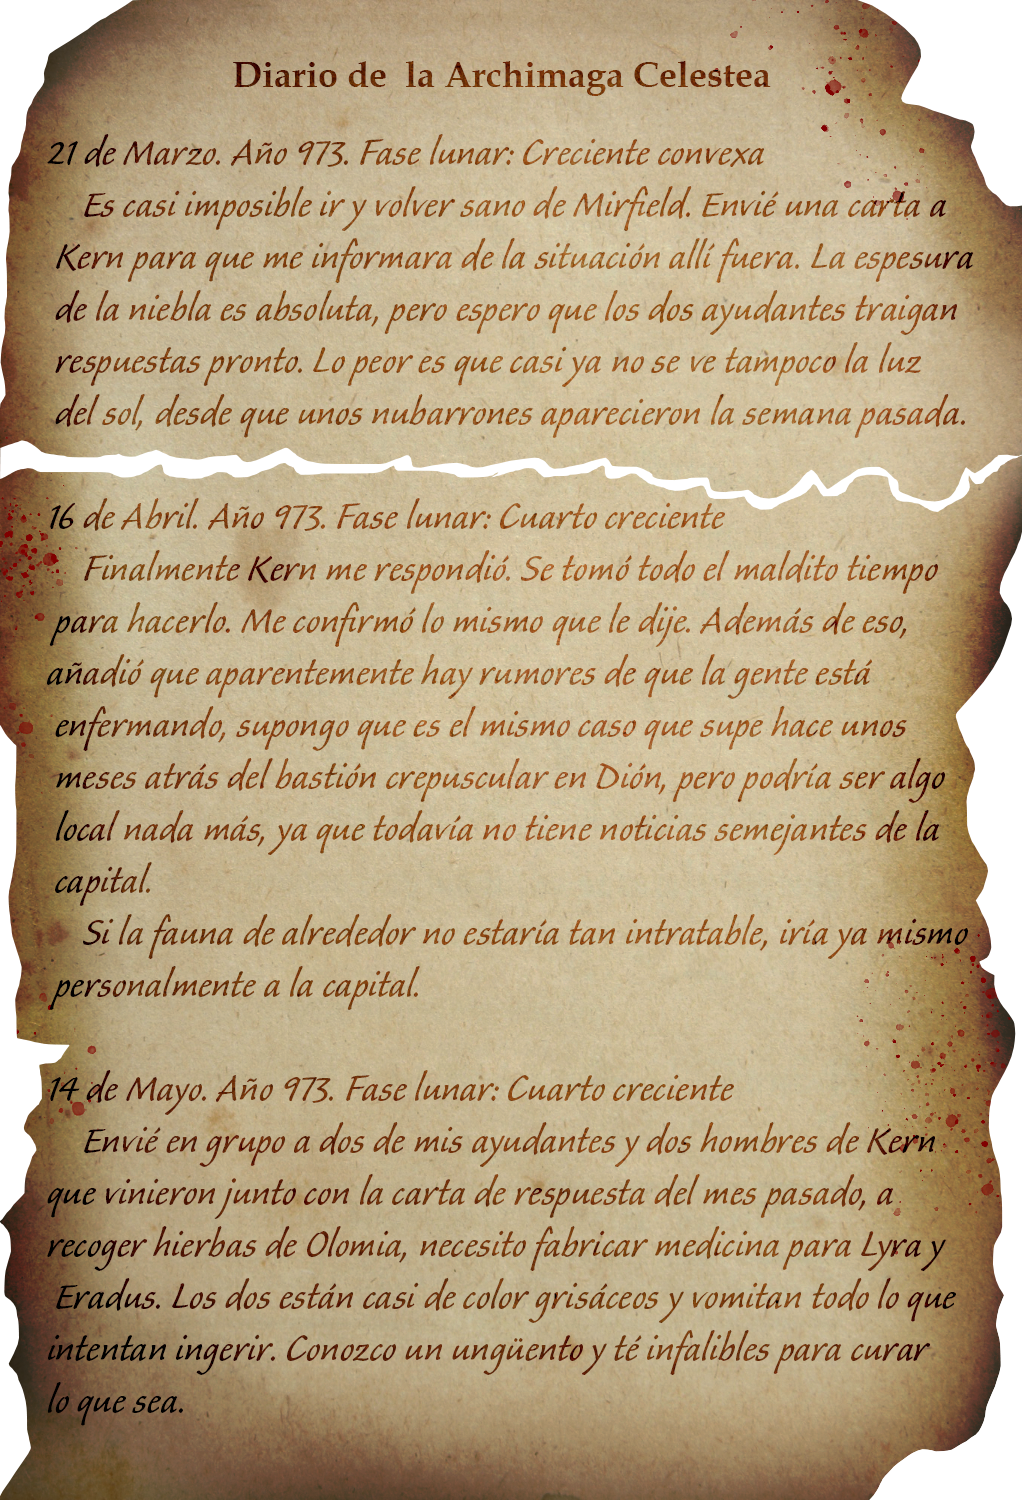 Diario de la Archimaga Celestea
21 de Marzo. Año 973. Fase lunar: Creciente convexa
Es casi imposible ir y volver sano de Mirfield. Envié una carta a
Kern para que me informara de la situación allí fuera. La espesura
de la niebla es absoluta, pero espero que los dos ayudantes traigan
respuestas pronto. Lo peor es que casi ya no se ve tampoco la luz
del sol, desde que unos nubarrones aparecieron la semana pasada.
16 de Abril. Año 973. Fase lunar: Cuarto creciente
Finalmente Kern me respondió. Se tomó todo el maldito tiempo
para hacerlo. Me confirmó lo mismo que le dije. Además de eso,
añadió que aparentemente hay rumores de que la gente está
enfermando, supongo que es el mismo caso que supe hace unos
meses atrás del bastión crepuscular en Dión, pero podría ser algo
local nada más, ya que todavía no tiene noticias semejantes de la
capital.
Si la fauna de alrededor no estaría tan intratable, iría ya mismo
personalmente a la capital.
14 de Mayo. Año 973. Fase lunar: Cuarto creciente
Envié en grupo a dos de mis ayudantes y dos hombres de Kern
que vinieron junto con la carta de respuesta del mes pasado, a
recoger hierbas de Olomia, necesito fabricar medicina para Lyra y
Eradus. Los dos están casi de color grisáceos y vomitan todo lo que
intentan ingerir. Conozco un ungüento y té infalibles para curar
lo que sea.